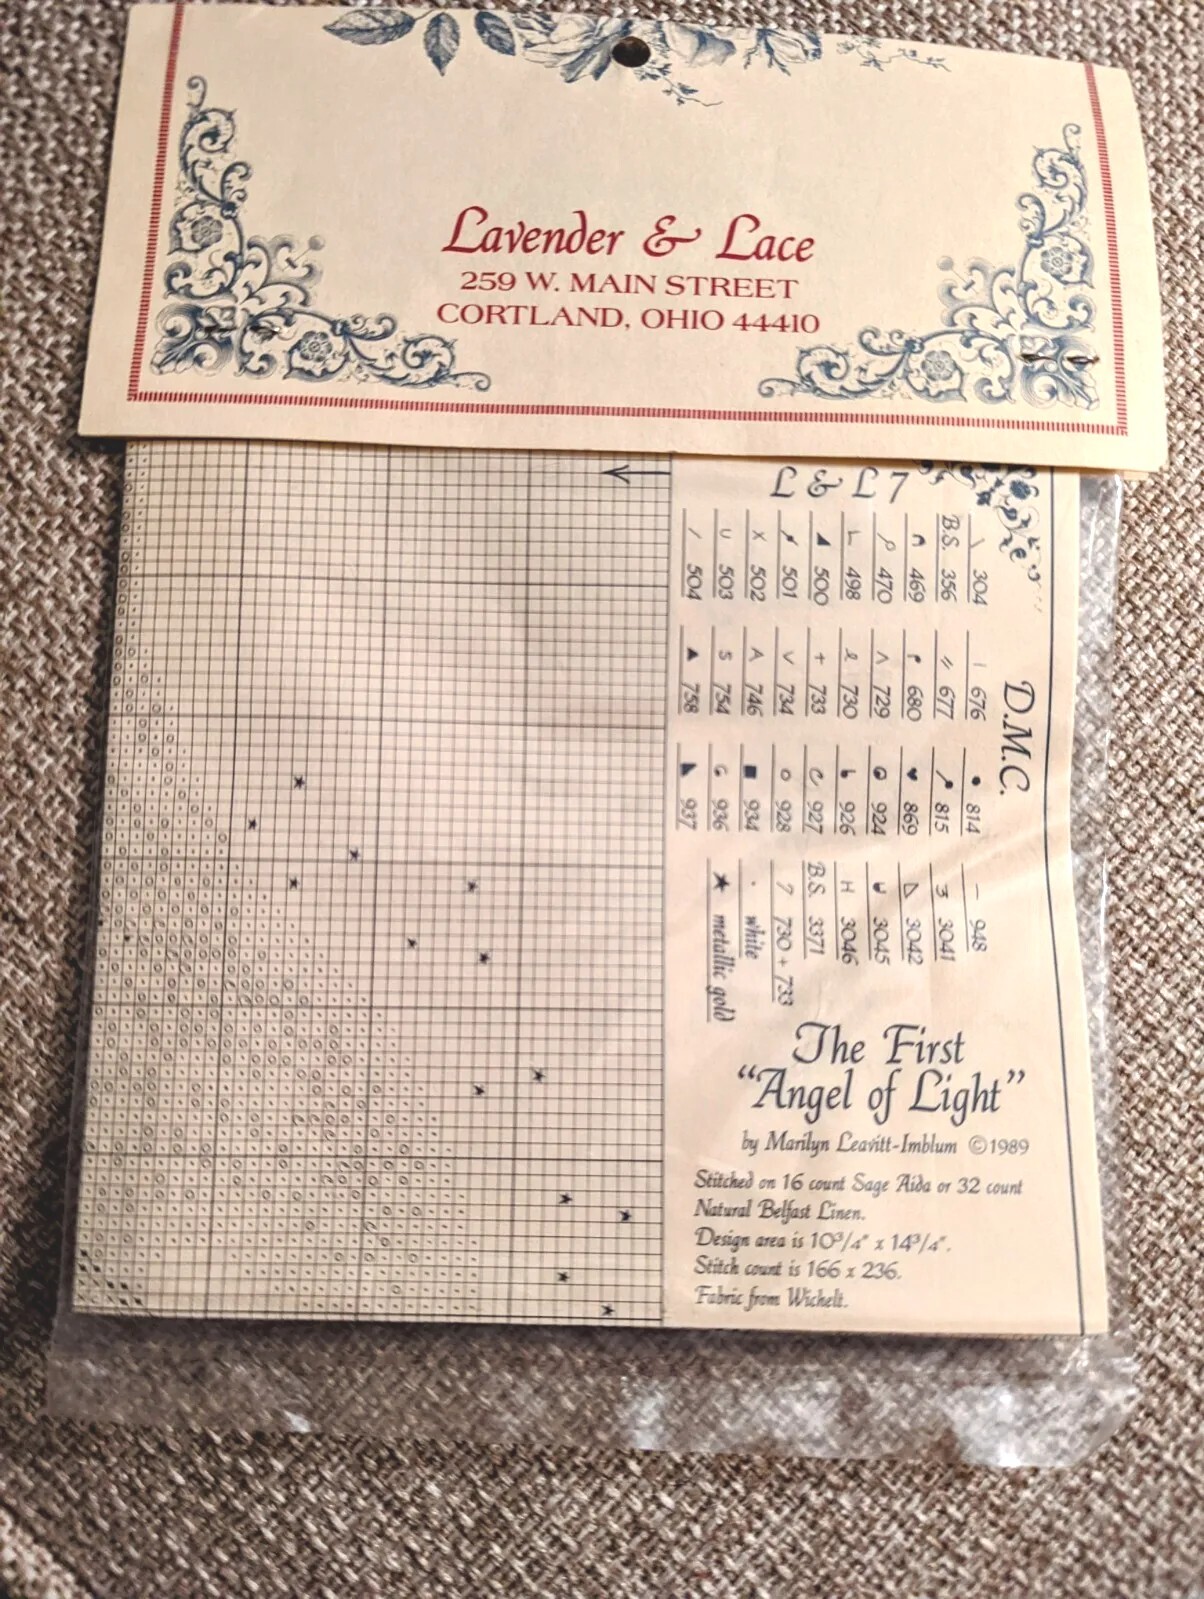 Lavender & Lace
259 W. MAIN STREET
CORTLAND, OHIO 44410
L & L 7
D.M.C.
304 676 814 948
B.S. 356 677 815 3041
469 680 869 3042
470 729 924 3045
498 730 926 3046
500 733 927 B.S. 3371
501 734 928 730 + 733
502 746 934 white
503 754 936 metallic gold
504 758 937
The First
“Angel of Light”
by Marilyn Leavitt-Imblum ©1989
Stitched on 16 count Sage Aida or 32 count
Natural Belfast Linen.
Design area is 10³/₄" x 14³/₄".
Stitch count is 166 x 236.
Fabric from Wichelt.